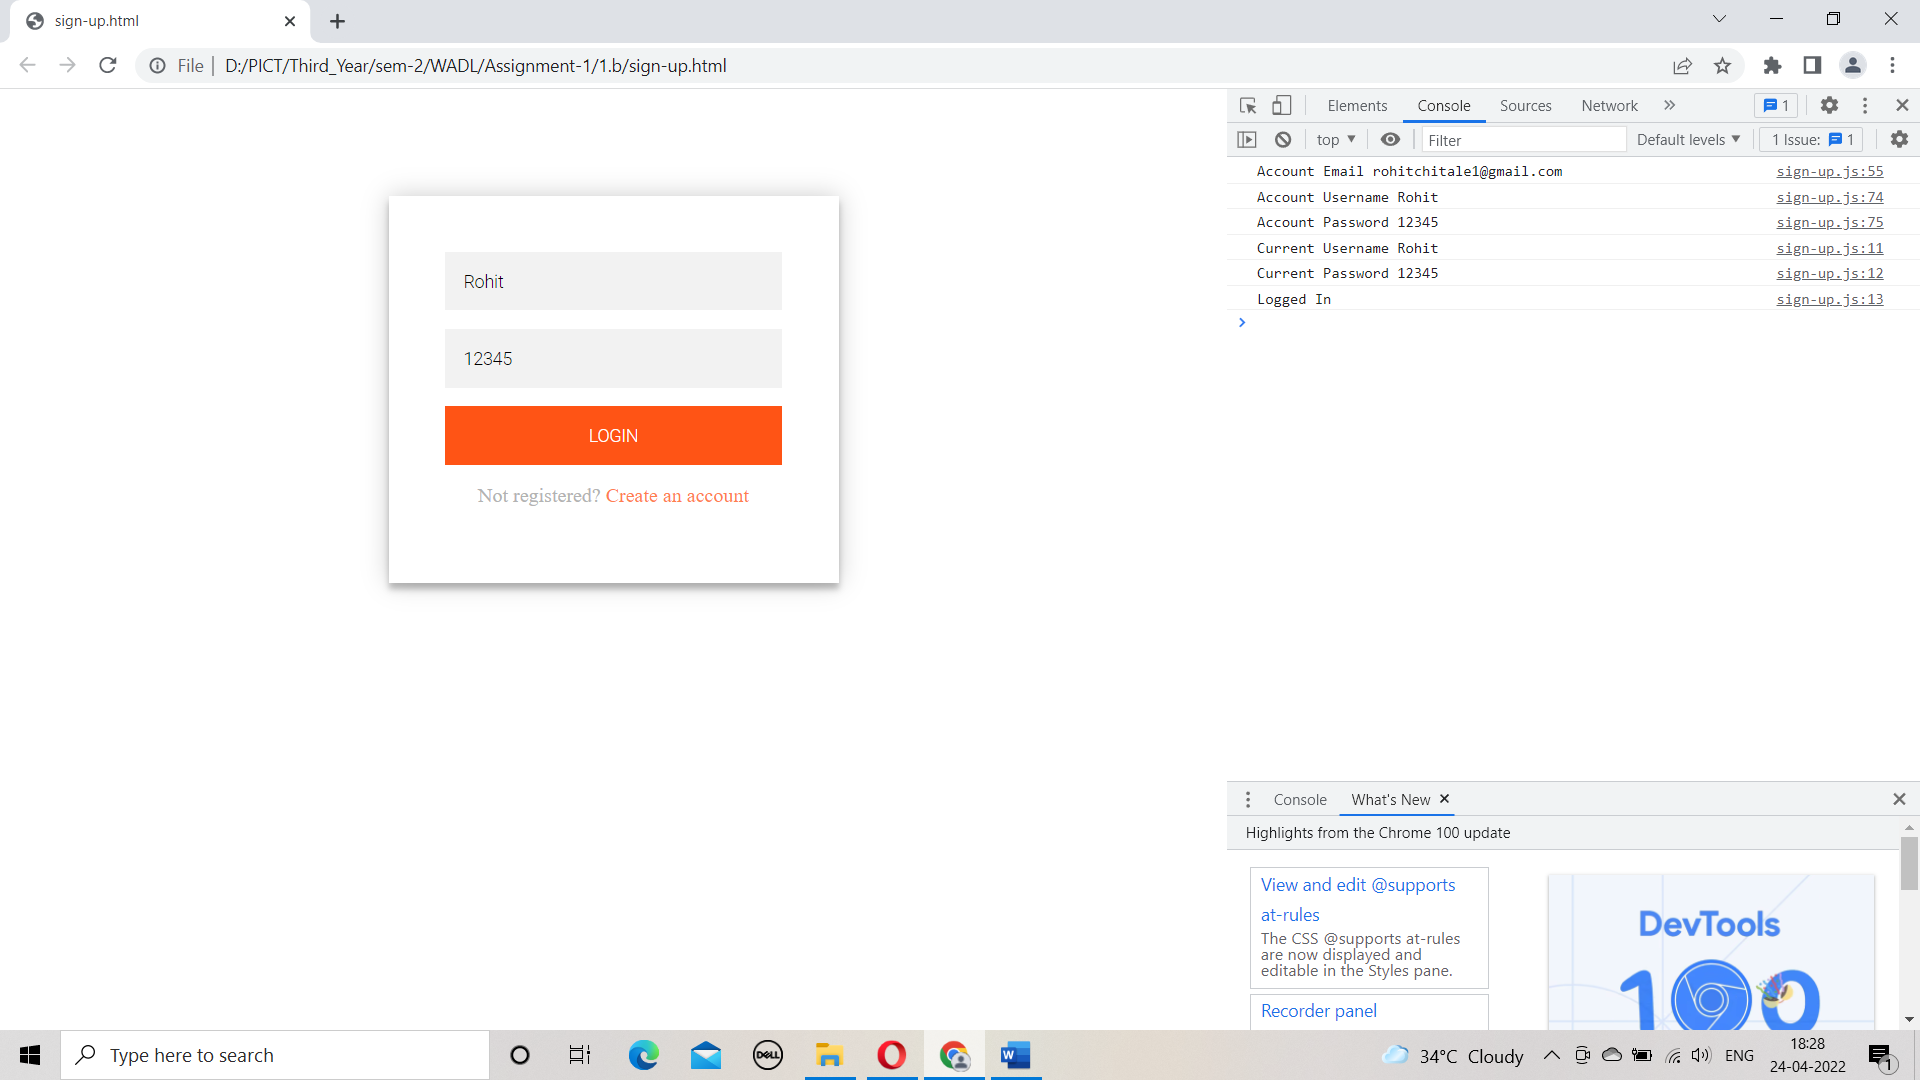 sign-up.html
File | D:/PICT/Third_Year/sem-2/WADL/Assignment-1/1.b/sign-up.html
Rohit
12345
LOGIN
Not registered? Create an account
Elements Console Sources Network 1
top Filter Default levels 1 Issue: 1
Account Email rohitchitale1@gmail.com sign-up.js:55
Account Username Rohit sign-up.js:74
Account Password 12345 sign-up.js:75
Current Username Rohit sign-up.js:11
Current Password 12345 sign-up.js:12
Logged In sign-up.js:13
Console What's New
Highlights from the Chrome 100 update
View and edit @supports
at-rules
The CSS @supports at-rules
are now displayed and
editable in the Styles pane.
Recorder panel
DevTools
100
Type here to search
DELL
W
34°C Cloudy
ENG
18:28
24-04-2022
1